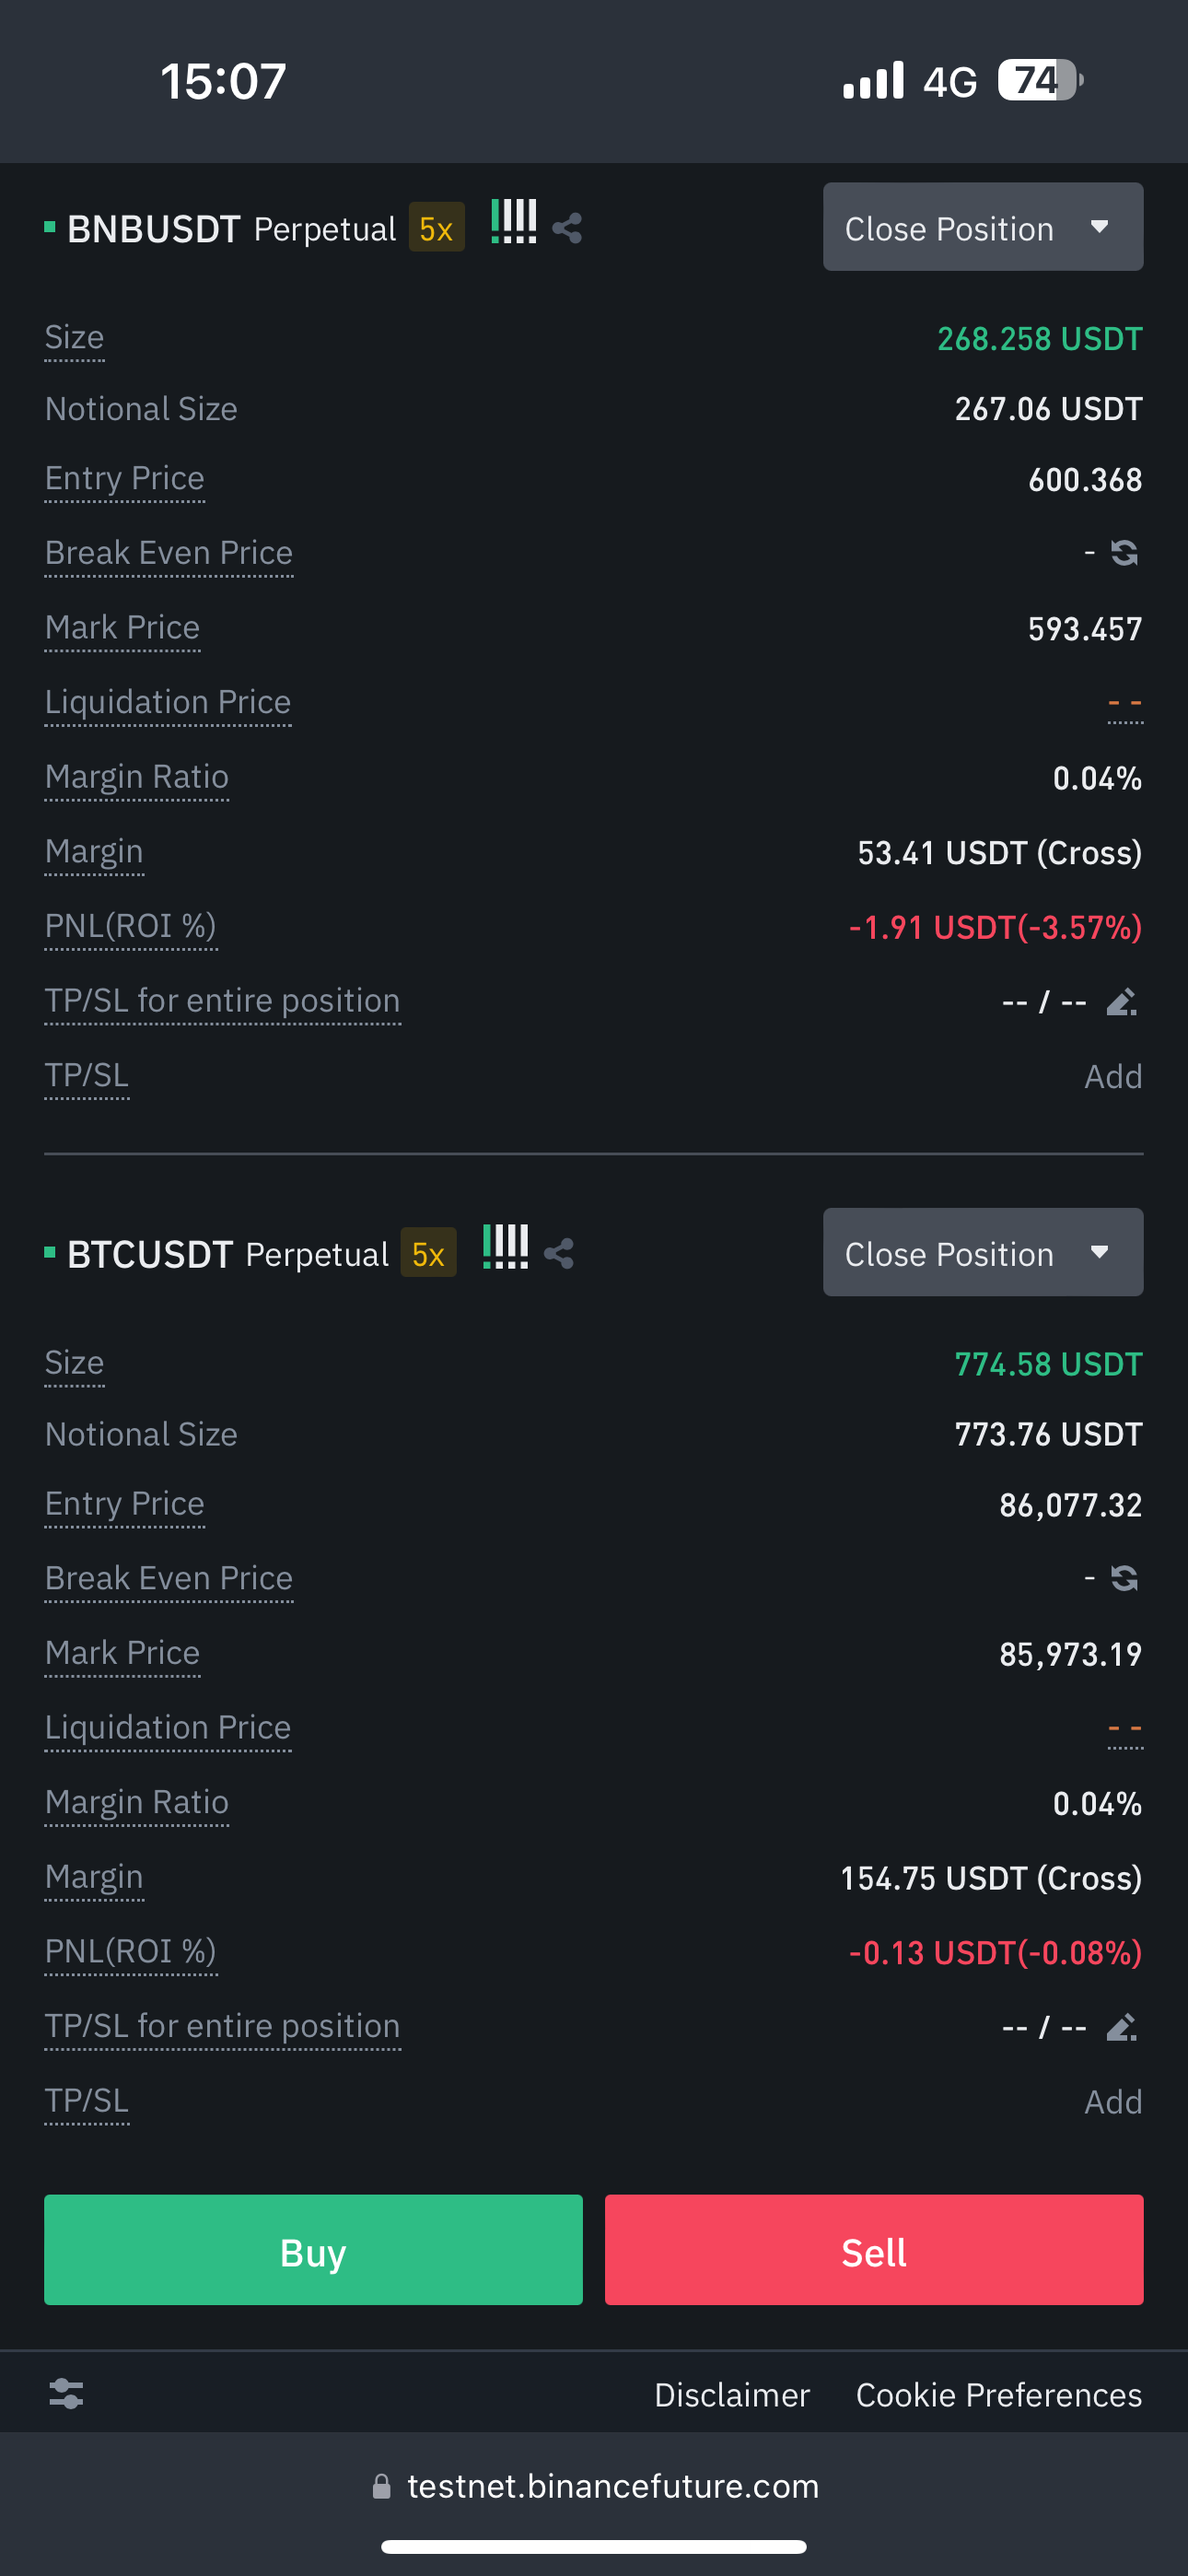 15:07 4G 74
BNBUSDT Perpetual 5x Close Position
Size 268.258 USDT
Notional Size 267.06 USDT
Entry Price 600.368
Break Even Price -
Mark Price 593.457
Liquidation Price - -
Margin Ratio 0.04%
Margin 53.41 USDT (Cross)
PNL(ROI %) -1.91 USDT(-3.57%)
TP/SL for entire position -- / --
TP/SL Add
BTCUSDT Perpetual 5x Close Position
Size 774.58 USDT
Notional Size 773.76 USDT
Entry Price 86,077.32
Break Even Price -
Mark Price 85,973.19
Liquidation Price - -
Margin Ratio 0.04%
Margin 154.75 USDT (Cross)
PNL(ROI %) -0.13 USDT(-0.08%)
TP/SL for entire position -- / --
TP/SL Add
Buy Sell
Disclaimer Cookie Preferences
testnet.binancefuture.com